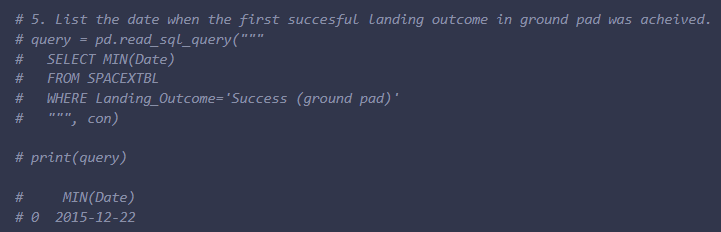 # 5. List the date when the first succesful landing outcome in ground pad was acheived.
# query = pd.read_sql_query("""
#   SELECT MIN(Date)
#   FROM SPACEXTBL
#   WHERE Landing_Outcome='Success (ground pad)'
#   """, con)
# print(query)
#     MIN(Date)
# 0  2015-12-22